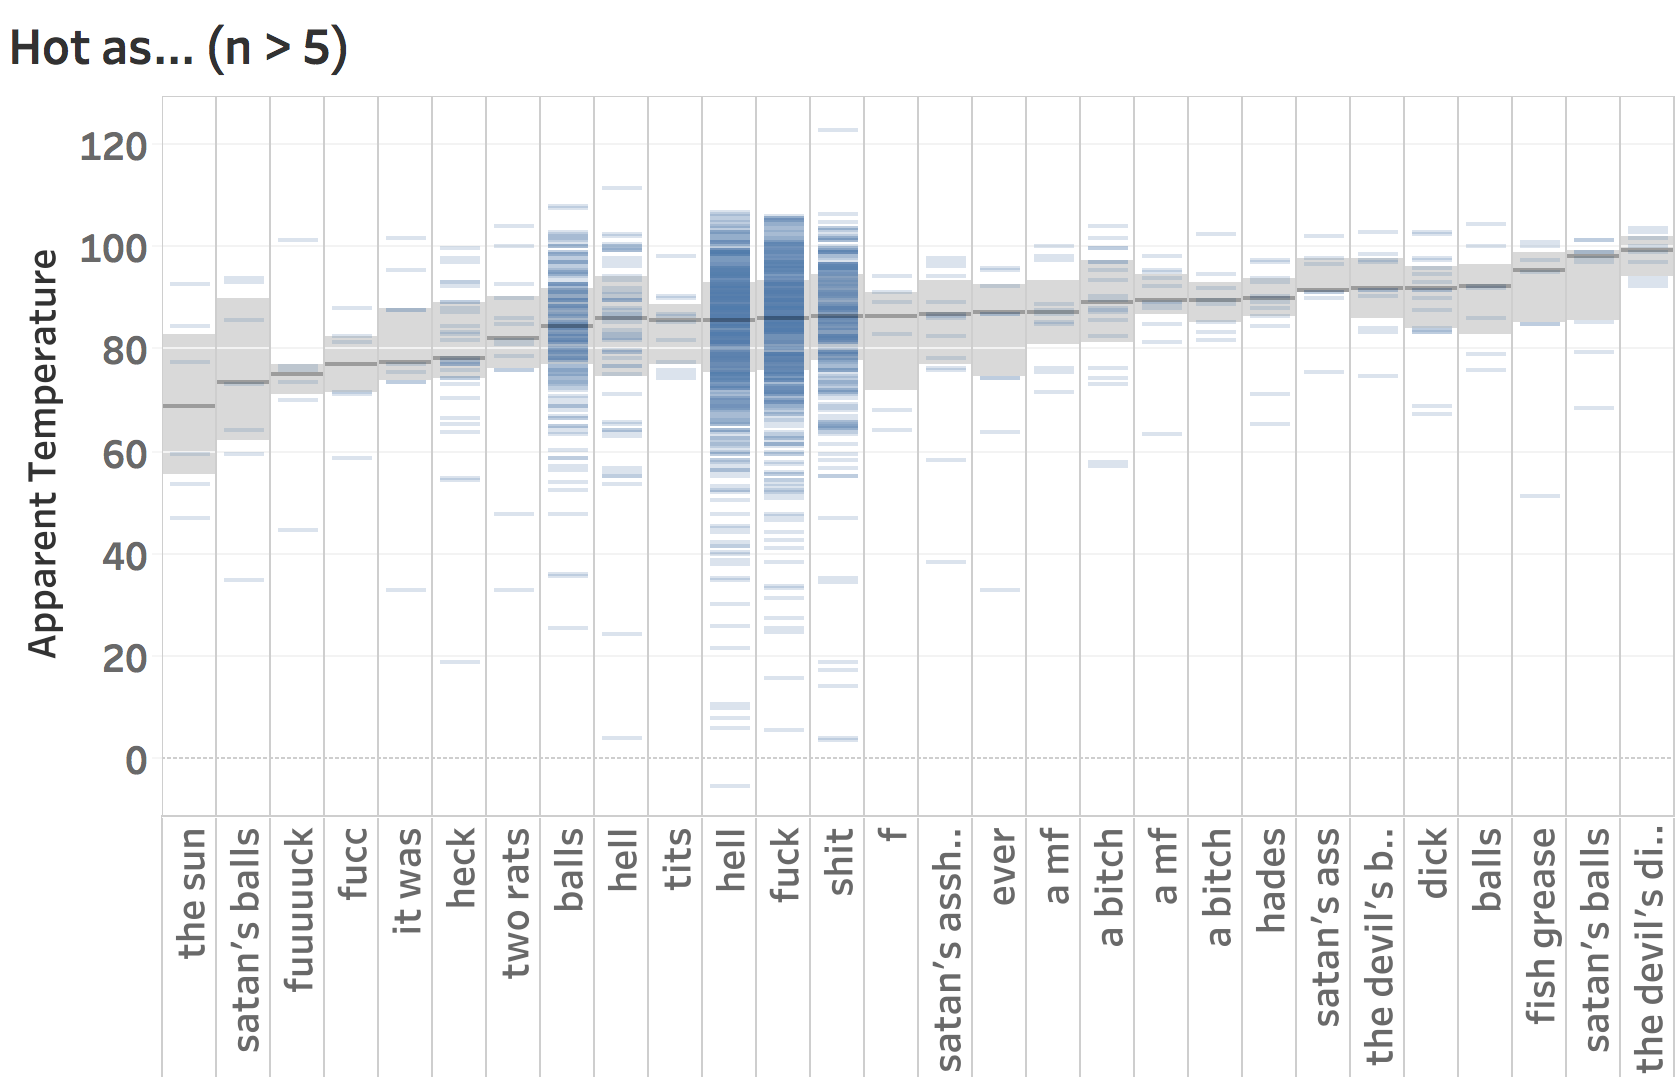 Hot as... (n > 5)
Apparent Temperature
120
100
80
60
40
20
0
the sun
satan's balls
fuuuuuck
fucc
it was
heck
two rats
balls
hell
tits
hell
fuck
shit
f
satan's assh..
ever
a mf
a bitch
a mf
a bitch
hades
satan's ass
the devil's b..
dick
balls
fish grease
satan's balls
the devil's di..